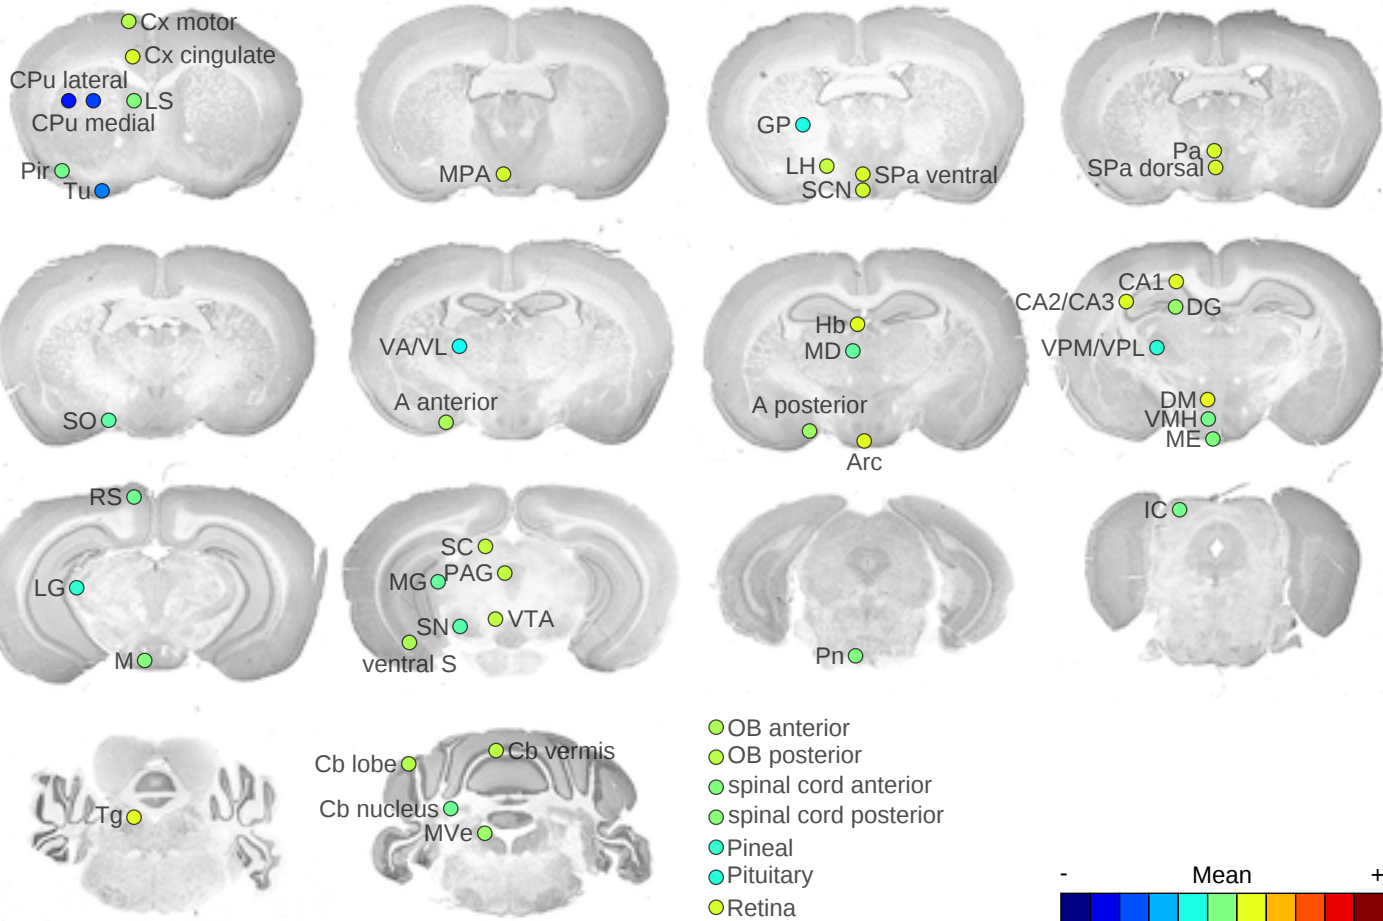 Cx motor
Cx cingulate
CPu lateral
LS
CPu medial
Pir
Tu
MPA
GP
LH
SPa ventral
SCN
Pa
SPa dorsal
SO
VA/VL
A anterior
Hb
MD
A posterior
Arc
CA1
CA2/CA3
DG
VPM/VPL
DM
VMH
ME
RS
LG
M
SC
PAG
MG
VTA
SN
ventral S
Pn
IC
Tg
Cb lobe
Cb vermis
Cb nucleus
MVe
OB anterior
OB posterior
spinal cord anterior
spinal cord posterior
Pineal
Pituitary
Retina
- Mean +